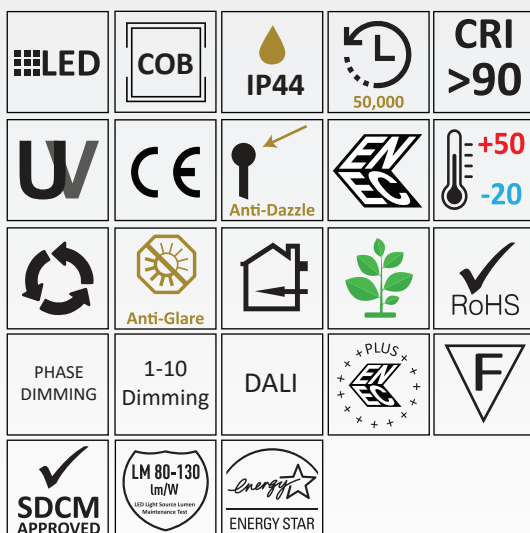 LED
COB
IP44
50,000
CRI
>90
UV
CE
Anti-Dazzle
EN
EC
+50
-20
Anti-Glare
RoHS
PHASE
DIMMING
1-10
Dimming
DALI
PLUS
EN
EC
F
SDCM
APPROVED
LM 80-130
lm/W
LED Light Source Lumen
Maintenance Test
energy
ENERGY STAR